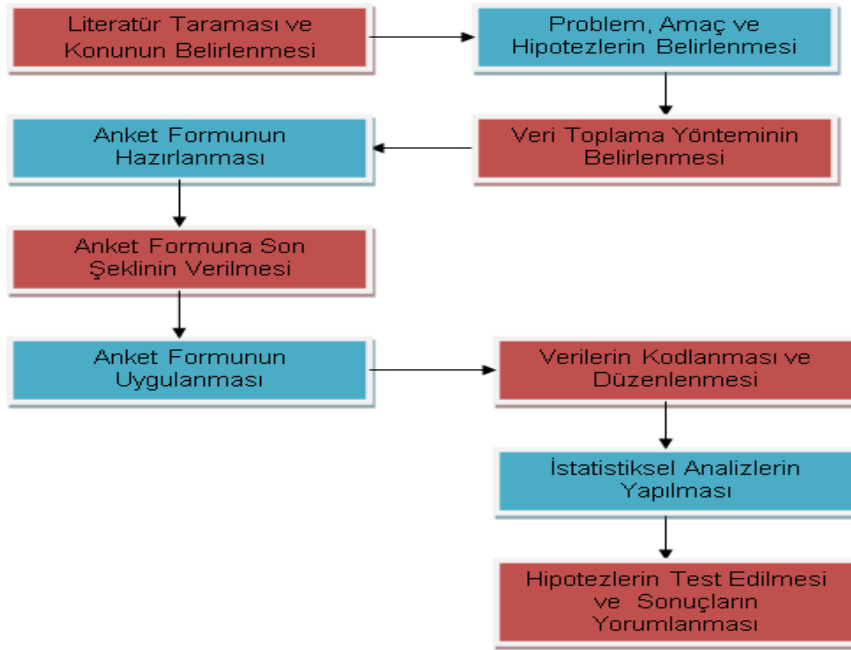 Literatür Taraması ve
Konunun Belirlenmesi
Problem, Amaç ve
Hipotezlerin Belirlenmesi
Veri Toplama Yönteminin
Belirlenmesi
Anket Formunun
Hazırlanması
Anket Formuna Son
Şeklinin Verilmesi
Anket Formunun
Uygulanması
Verilerin Kodlanması ve
Düzenlenmesi
İstatistiksel Analizlerin
Yapılması
Hipotezlerin Test Edilmesi
ve Sonuçların
Yorumlanması